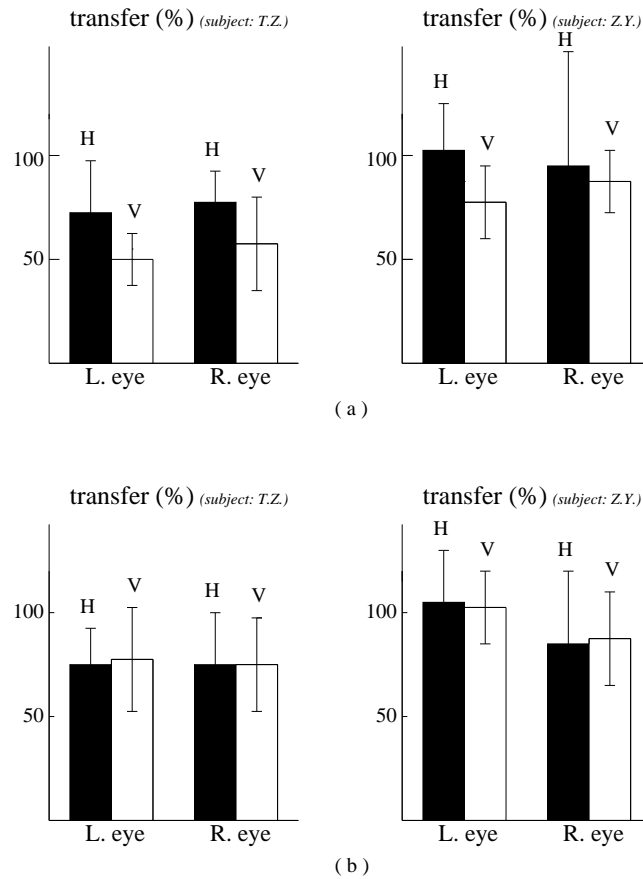 transfer (%) (subject: T.Z.)
transfer (%) (subject: Z.Y.)
H
H
H
H
V
V
V
V
100
100
50
50
L. eye
R. eye
L. eye
R. eye
( a )
transfer (%) (subject: T.Z.)
transfer (%) (subject: Z.Y.)
H
V
H
V
H
V
H
V
100
100
50
50
L. eye
R. eye
L. eye
R. eye
( b )